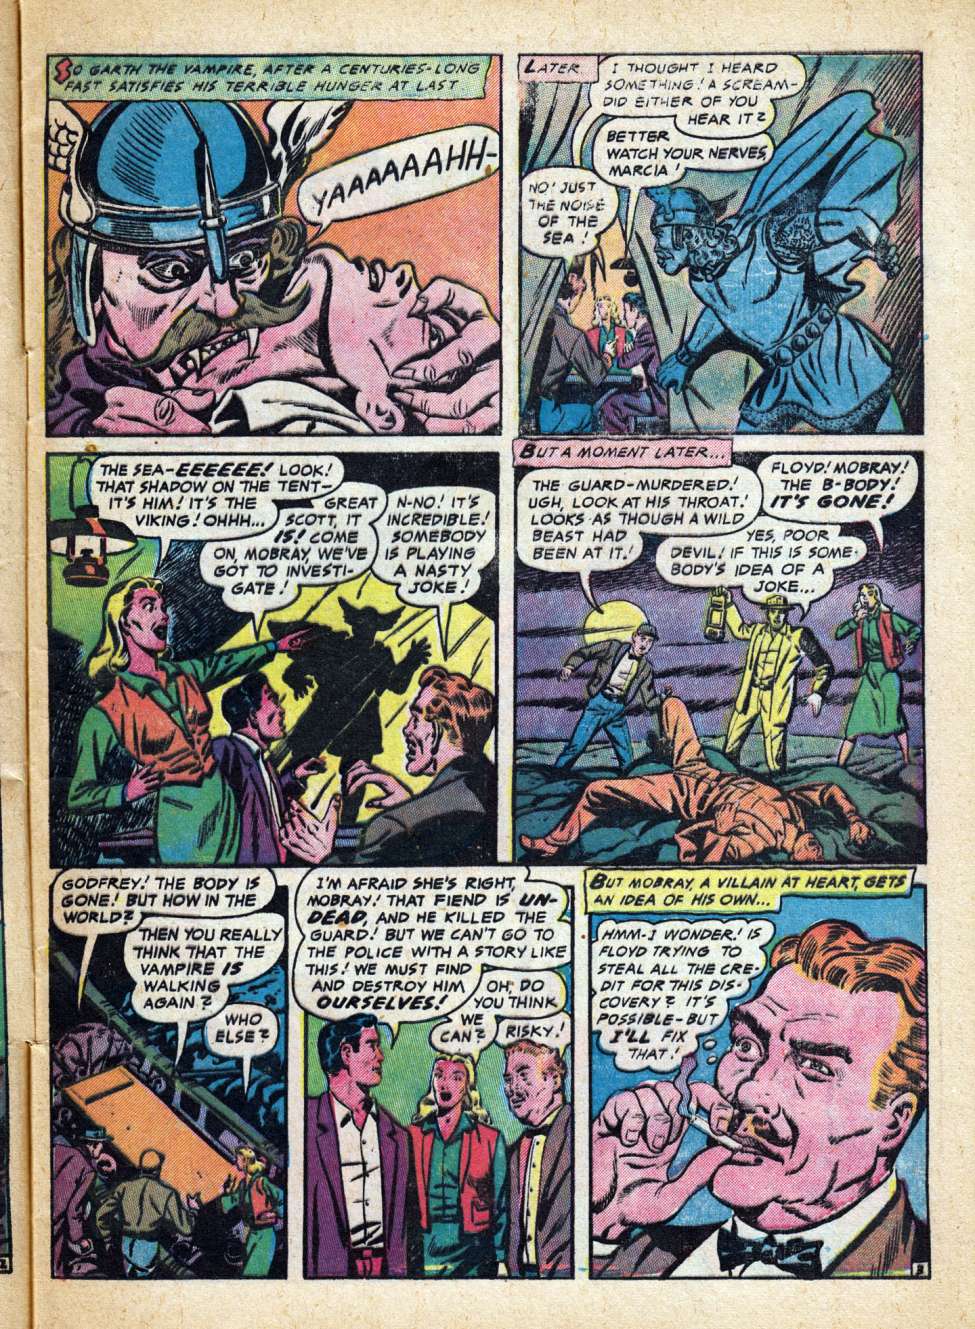 SO GARTH THE VAMPIRE, AFTER A CENTURIES-LONG
FAST SATISFIES HIS TERRIBLE HUNGER AT LAST
YAAAAAAHH-
LATER
I THOUGHT I HEARD
SOMETHING! A SCREAM-
DID EITHER OF YOU
HEAR IT?
BETTER
WATCH YOUR NERVES,
MARCIA!
NO! JUST
THE NOISE
OF THE
SEA!
THE SEA-EEEEEE! LOOK!
THAT SHADOW ON THE TENT-
IT'S HIM! IT'S THE
VIKING! OHHH...
GREAT
SCOTT, IT
IS! COME
ON, MOBRAY, WE'VE
GOT TO INVESTI-
GATE!
N-NO! IT'S
INCREDIBLE!
SOMEBODY
IS PLAYING
A NASTY
JOKE!
BUT A MOMENT LATER...
THE GUARD-MURDERED!
UGH, LOOK AT HIS THROAT!
LOOKS AS THOUGH A WILD
BEAST HAD
BEEN AT IT!
FLOYD! MOBRAY!
THE B-BODY!
IT'S GONE!
YES, POOR
DEVIL! IF THIS IS SOME-
BODY'S IDEA OF A
JOKE...
GODFREY! THE BODY IS
GONE! BUT HOW IN THE
WORLD?
THEN YOU REALLY
THINK THAT THE
VAMPIRE IS
WALKING
AGAIN?
WHO
ELSE?
I'M AFRAID SHE'S RIGHT,
MOBRAY! THAT FIEND IS UN-
DEAD, AND HE KILLED THE
GUARD! BUT WE CAN'T GO TO
THE POLICE WITH A STORY LIKE
THIS! WE MUST FIND
AND DESTROY HIM
OURSELVES!
OH, DO
YOU THINK
WE
CAN?
RISKY!
BUT MOBRAY, A VILLAIN AT HEART, GETS
AN IDEA OF HIS OWN...
HMM-I WONDER! IS
FLOYD TRYING TO
STEAL ALL THE CRE-
DIT FOR THIS DIS-
COVERY? IT'S
POSSIBLE-BUT
I'LL FIX
THAT!
3